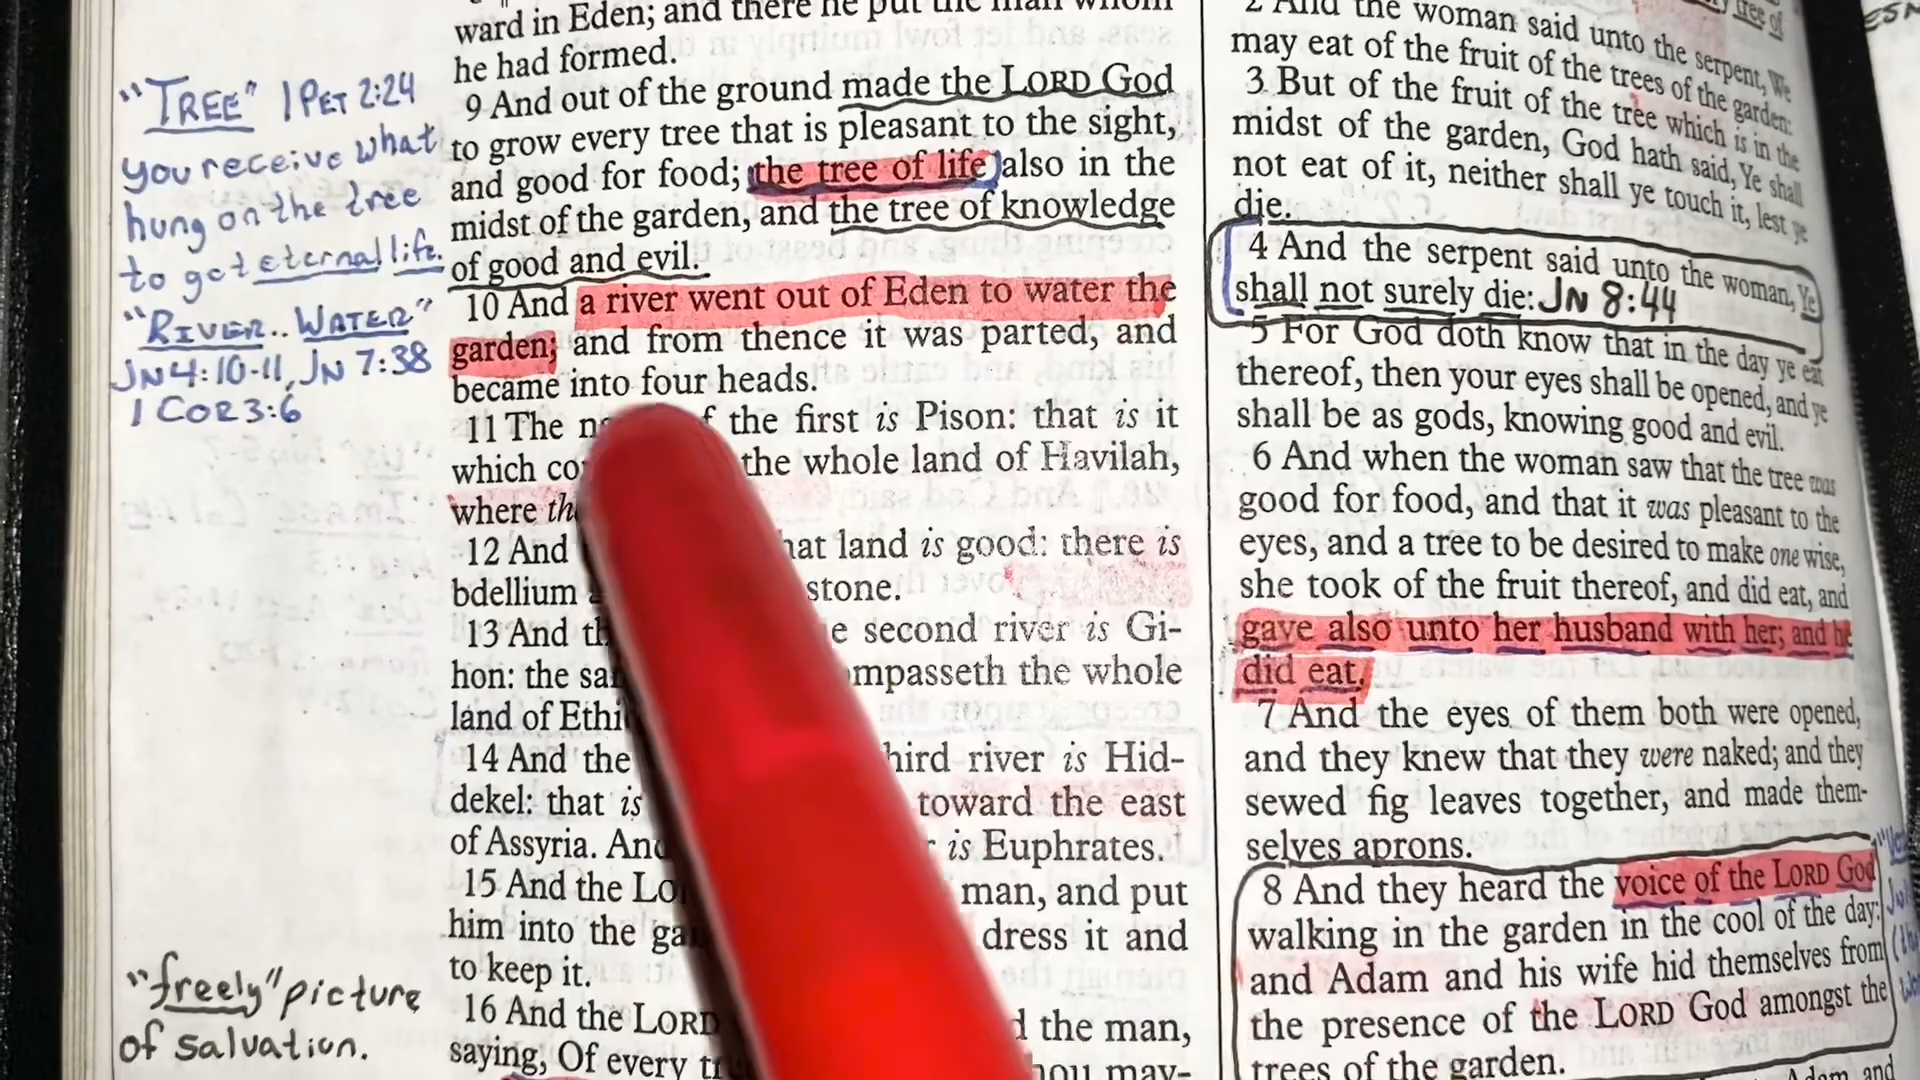 "TREE" 1 PET 2:24
you receive what
hung on the tree
to get eternal life.
"RIVER.. WATER"
JN 4:10-11, JN 7:38
1 COR 3:6
"freely" picture
of salvation.
ward in Eden; and there he put the man whom
he had formed.
9 And out of the ground made the LORD God
to grow every tree that is pleasant to the sight,
and good for food; the tree of life also in the
midst of the garden, and the tree of knowledge
of good and evil.
10 And a river went out of Eden to water the
garden; and from thence it was parted, and
became into four heads.
11 The the first is Pison: that is it
which the whole land of Havilah,
where
12 And that land is good: there is
bdellium stone.
13 And second river is Gi-
hon: the compasseth the whole
land of
14 And the third river is Hid-
dekel: that is toward the east
of Assyria. And is Euphrates.
15 And the man, and put
him into the dress it and
to keep it.
16 And the LORD the man,
saying, Of every may-
2 And the woman said unto the serpent, We
may eat of the fruit of the trees of the garden:
3 But of the fruit of the tree which is in the
midst of the garden, God hath said, Ye shall
not eat of it, neither shall ye touch it, lest ye
die.
4 And the serpent said unto the woman, Ye
shall not surely die: JN 8:44
5 For God doth know that in the day ye eat
thereof, then your eyes shall be opened, and ye
shall be as gods, knowing good and evil.
6 And when the woman saw that the tree was
good for food, and that it was pleasant to the
eyes, and a tree to be desired to make one wise,
she took of the fruit thereof, and did eat, and
gave also unto her husband with her; and he
did eat.
7 And the eyes of them both were opened,
and they knew that they were naked; and they
sewed fig leaves together, and made them-
selves aprons.
8 And they heard the voice of the LORD God
walking in the garden in the cool of the day:
and Adam and his wife hid themselves from
the presence of the LORD God amongst the
trees of the garden.
Adam and